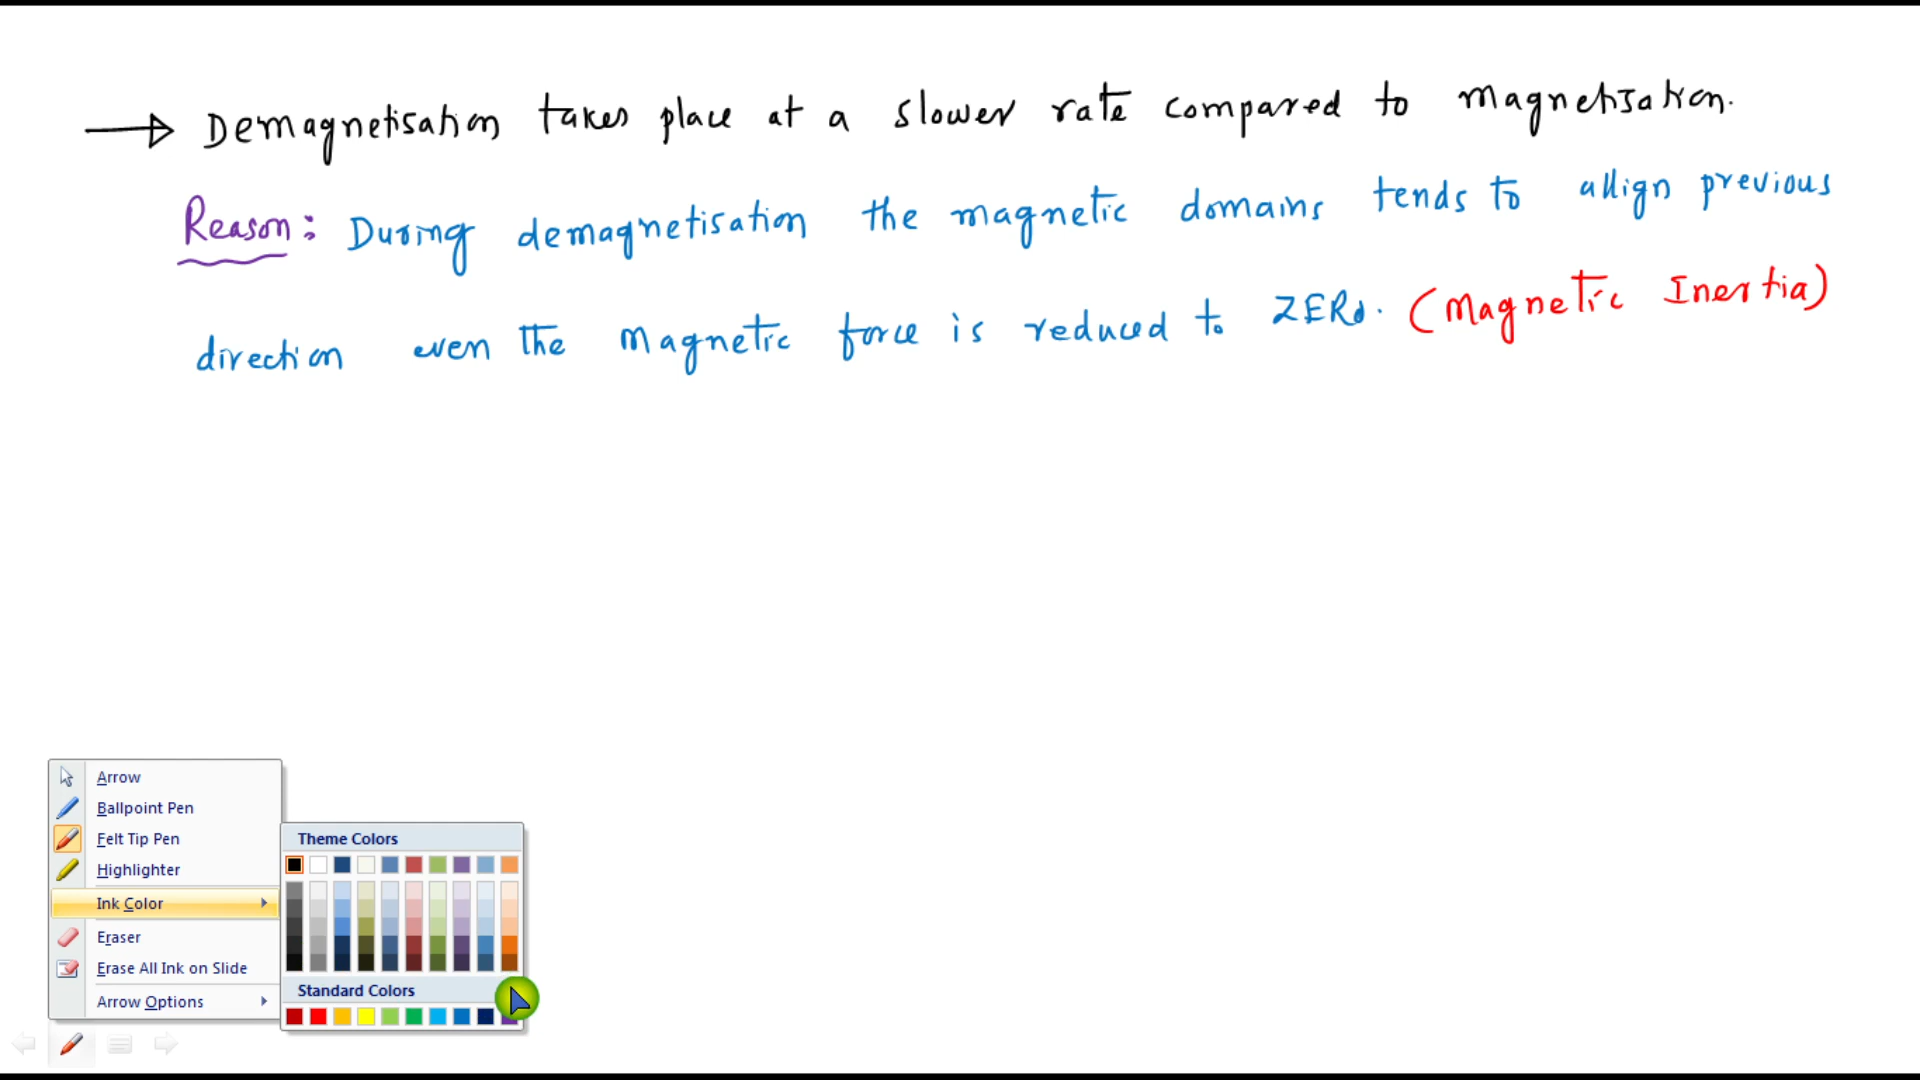 Demagnetisation takes place at a slower rate compared to magnetisation.
Reason: During demagnetisation the magnetic domains tends to allign previous
direction even the magnetic force is reduced to ZERO. (Magnetic Inertia)
Arrow
Ballpoint Pen
Felt Tip Pen
Highlighter
Ink Color
Eraser
Erase All Ink on Slide
Arrow Options
Theme Colors
Standard Colors